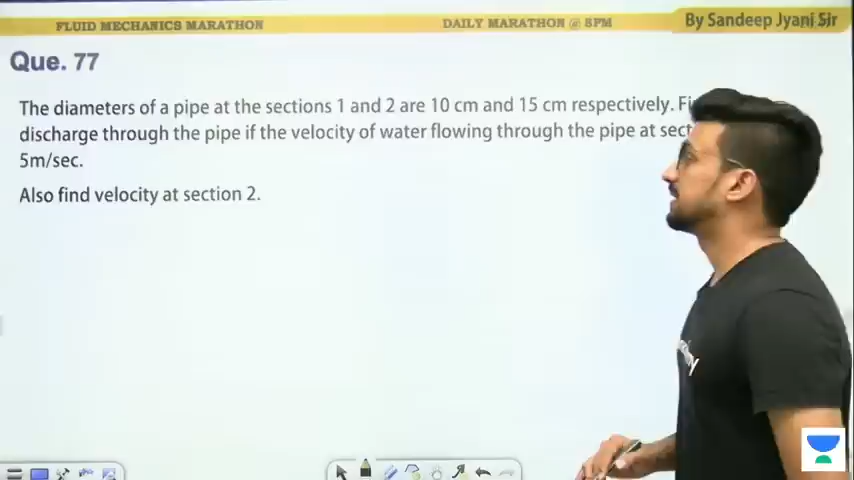 FLUID MECHANICS MARATHON
DAILY MARATHON @ 8PM
By Sandeep Jyani Sir
Que. 77
The diameters of a pipe at the sections 1 and 2 are 10 cm and 15 cm respectively.
discharge through the pipe if the velocity of water flowing through the pipe at
5m/sec.
Also find velocity at section 2.